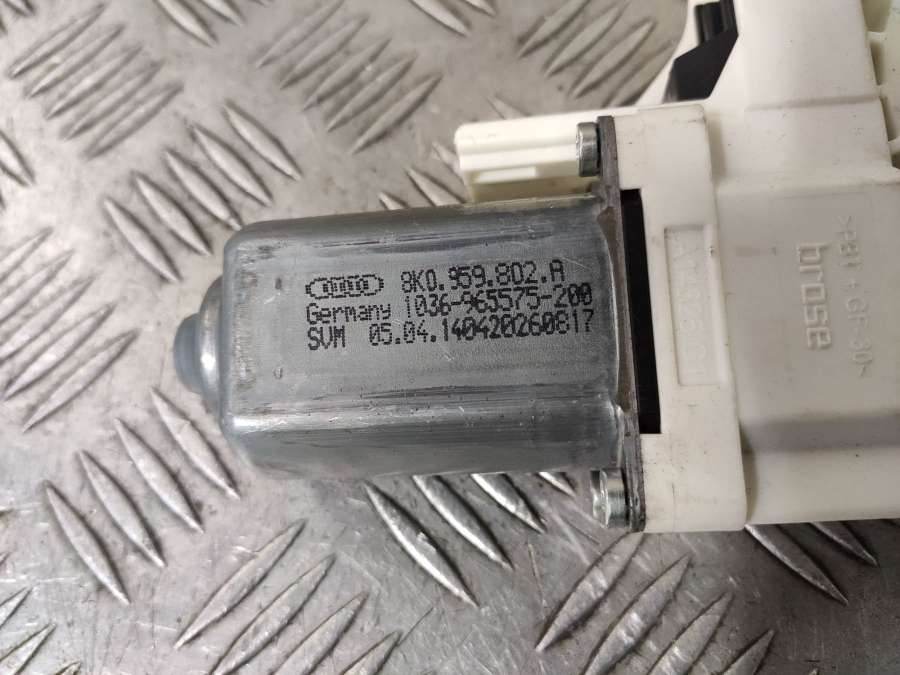 8K0.959.802.A
Germany 1036-965575-200
SVM 05.04.140420260817
brose
>PBT+GF30<